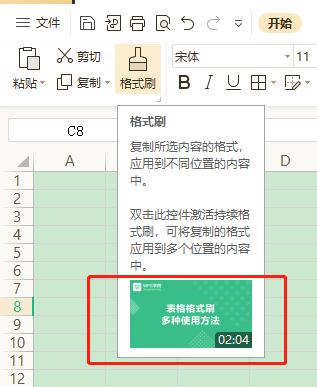 文件
开始
剪切
宋体
11
粘贴
复制
格式刷
B
I
U
A
C8
格式刷
复制所选内容的格式，
应用到不同位置的内容
中。
双击此控件激活持续格
式刷，可将复制的格式
应用到多个位置的内容
中。
A
D
1
2
3
4
5
6
7
8
9
10
11
12
WPS学院
表格格式刷
多种使用方法
02:04